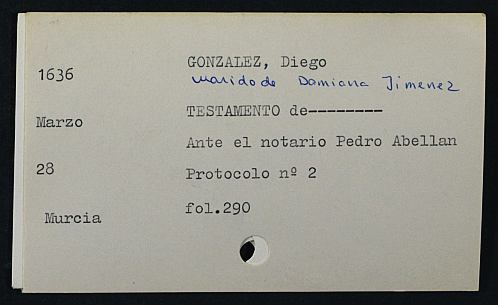 GONZALEZ, Diego
1636
marido de Damiana Jimenez
TESTAMENTO de--------
Marzo
Ante el notario Pedro Abellan
28
Protocolo nº 2
fol.290
Murcia